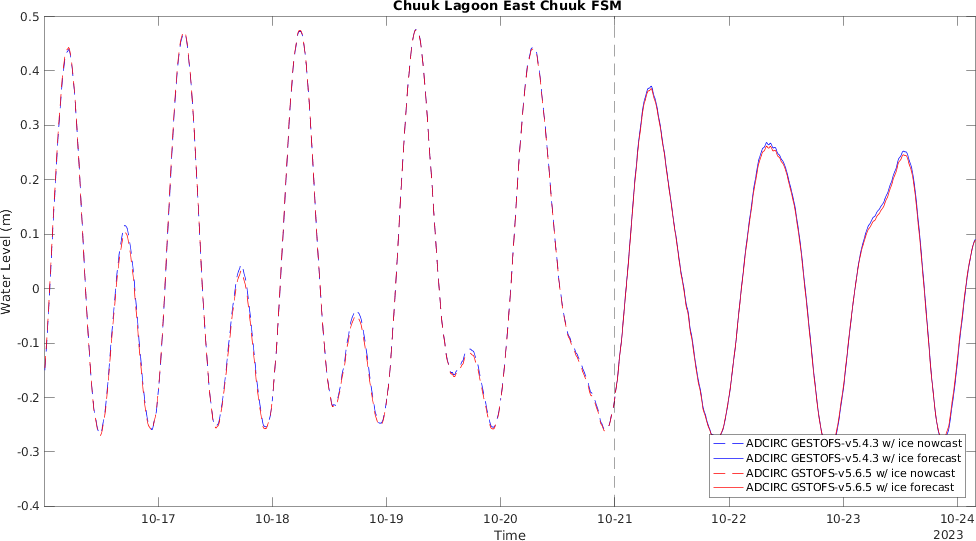 Chuuk Lagoon East Chuuk FSM
0.5
0.4
0.3
0.2
0.1
0
-0.1
-0.2
-0.3
-0.4
Water Level (m)
ADCIRC GESTOFS-v5.4.3 w/ ice nowcast
ADCIRC GESTOFS-v5.4.3 w/ ice forecast
ADCIRC GSTOFS-v5.6.5 w/ ice nowcast
ADCIRC GSTOFS-v5.6.5 w/ ice forecast
10-17 10-18 10-19 10-20 10-21 10-22 10-23 10-24
Time
2023